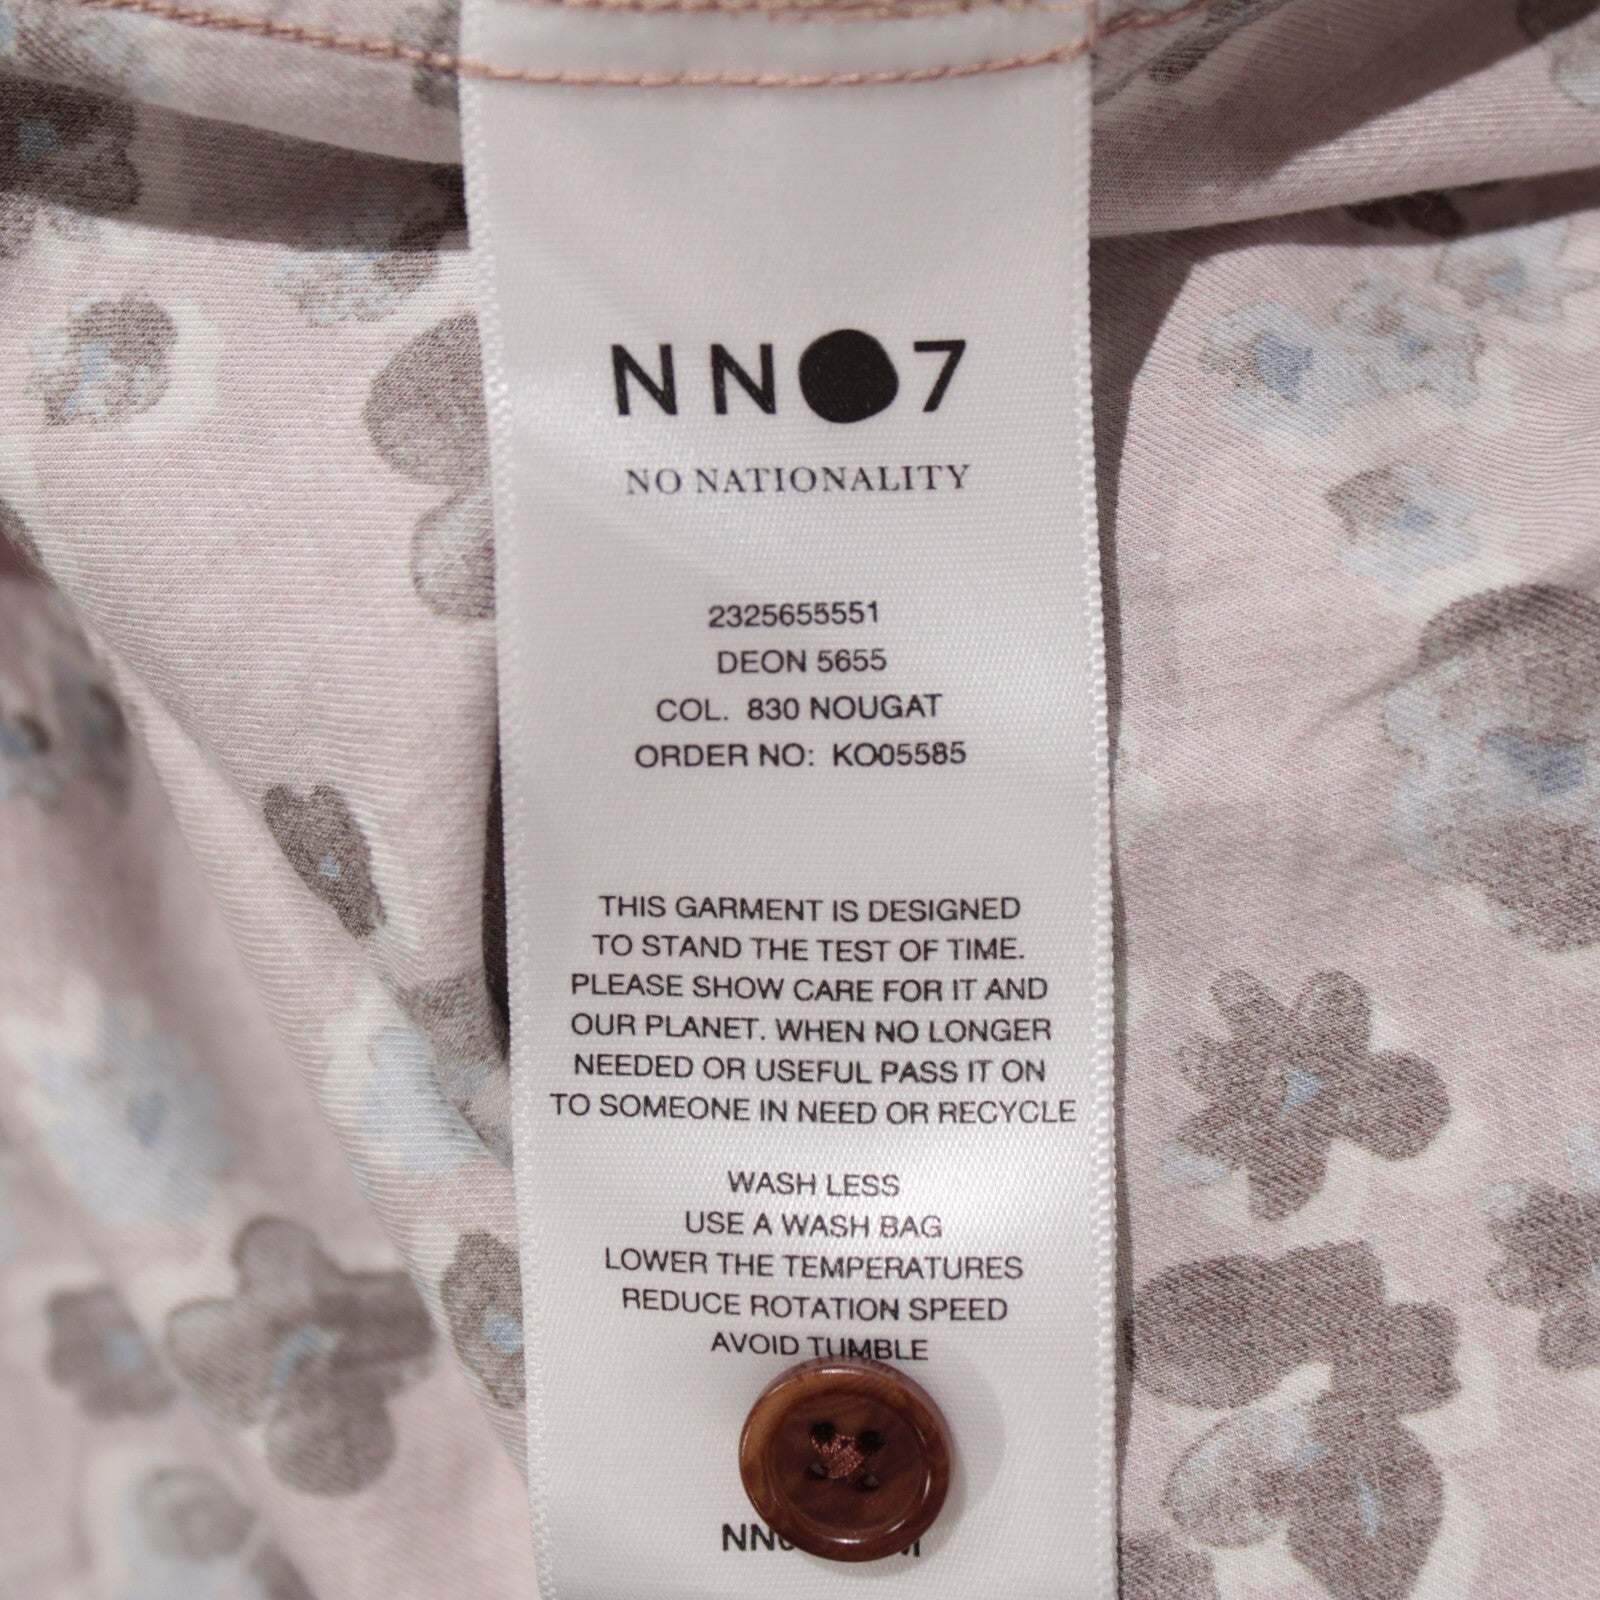 NN07
NO NATIONALITY
2325655551
DEON 5655
COL. 830 NOUGAT
ORDER NO: KO05585
THIS GARMENT IS DESIGNED
TO STAND THE TEST OF TIME.
PLEASE SHOW CARE FOR IT AND
OUR PLANET. WHEN NO LONGER
NEEDED OR USEFUL PASS IT ON
TO SOMEONE IN NEED OR RECYCLE
WASH LESS
USE A WASH BAG
LOWER THE TEMPERATURES
REDUCE ROTATION SPEED
AVOID TUMBLE